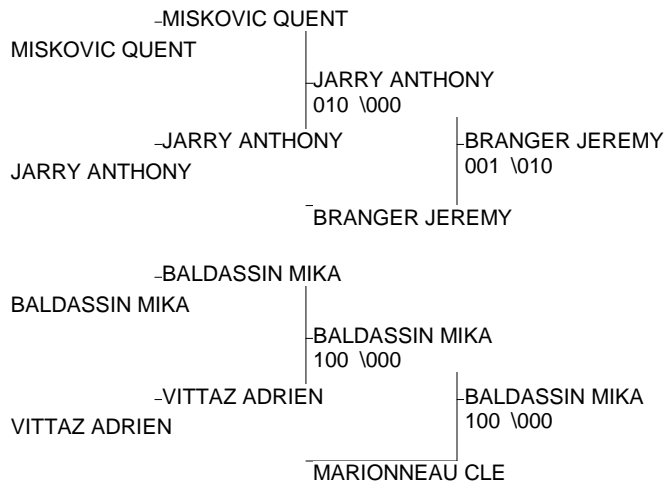 MISKOVIC QUENT
MISKOVIC QUENT
JARRY ANTHONY
010 \000
JARRY ANTHONY
BRANGER JEREMY
001 \010
JARRY ANTHONY
BRANGER JEREMY
BALDASSIN MIKA
BALDASSIN MIKA
BALDASSIN MIKA
100 \000
VITTAZ ADRIEN
BALDASSIN MIKA
100 \000
VITTAZ ADRIEN
MARIONNEAU CLE